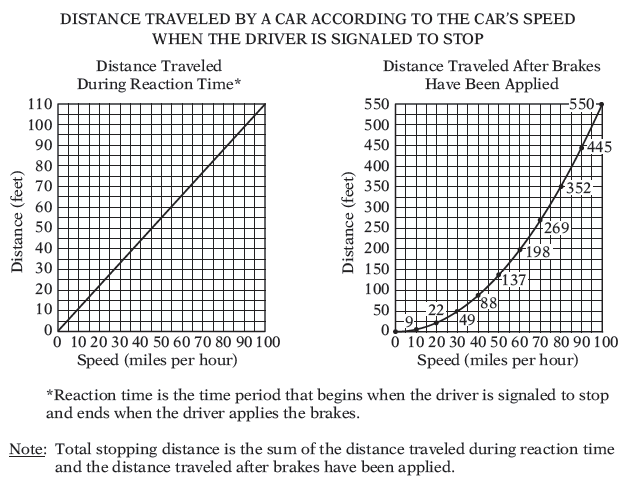 DISTANCE TRAVELED BY A CAR ACCORDING TO THE CAR'S SPEED
WHEN THE DRIVER IS SIGNALED TO STOP
Distance Traveled
During Reaction Time*
110
100
90
80
70
60
50
40
30
20
10
0
Distance (feet)
0 10 20 30 40 50 60 70 80 90 100
Speed (miles per hour)
Distance Traveled After Brakes
Have Been Applied
550
500
450
400
350
300
250
200
150
100
50
0
Distance (feet)
550
445
352
269
198
137
88
49
22
9
0 10 20 30 40 50 60 70 80 90 100
Speed (miles per hour)
*Reaction time is the time period that begins when the driver is signaled to stop
and ends when the driver applies the brakes.
Note: Total stopping distance is the sum of the distance traveled during reaction time
and the distance traveled after brakes have been applied.